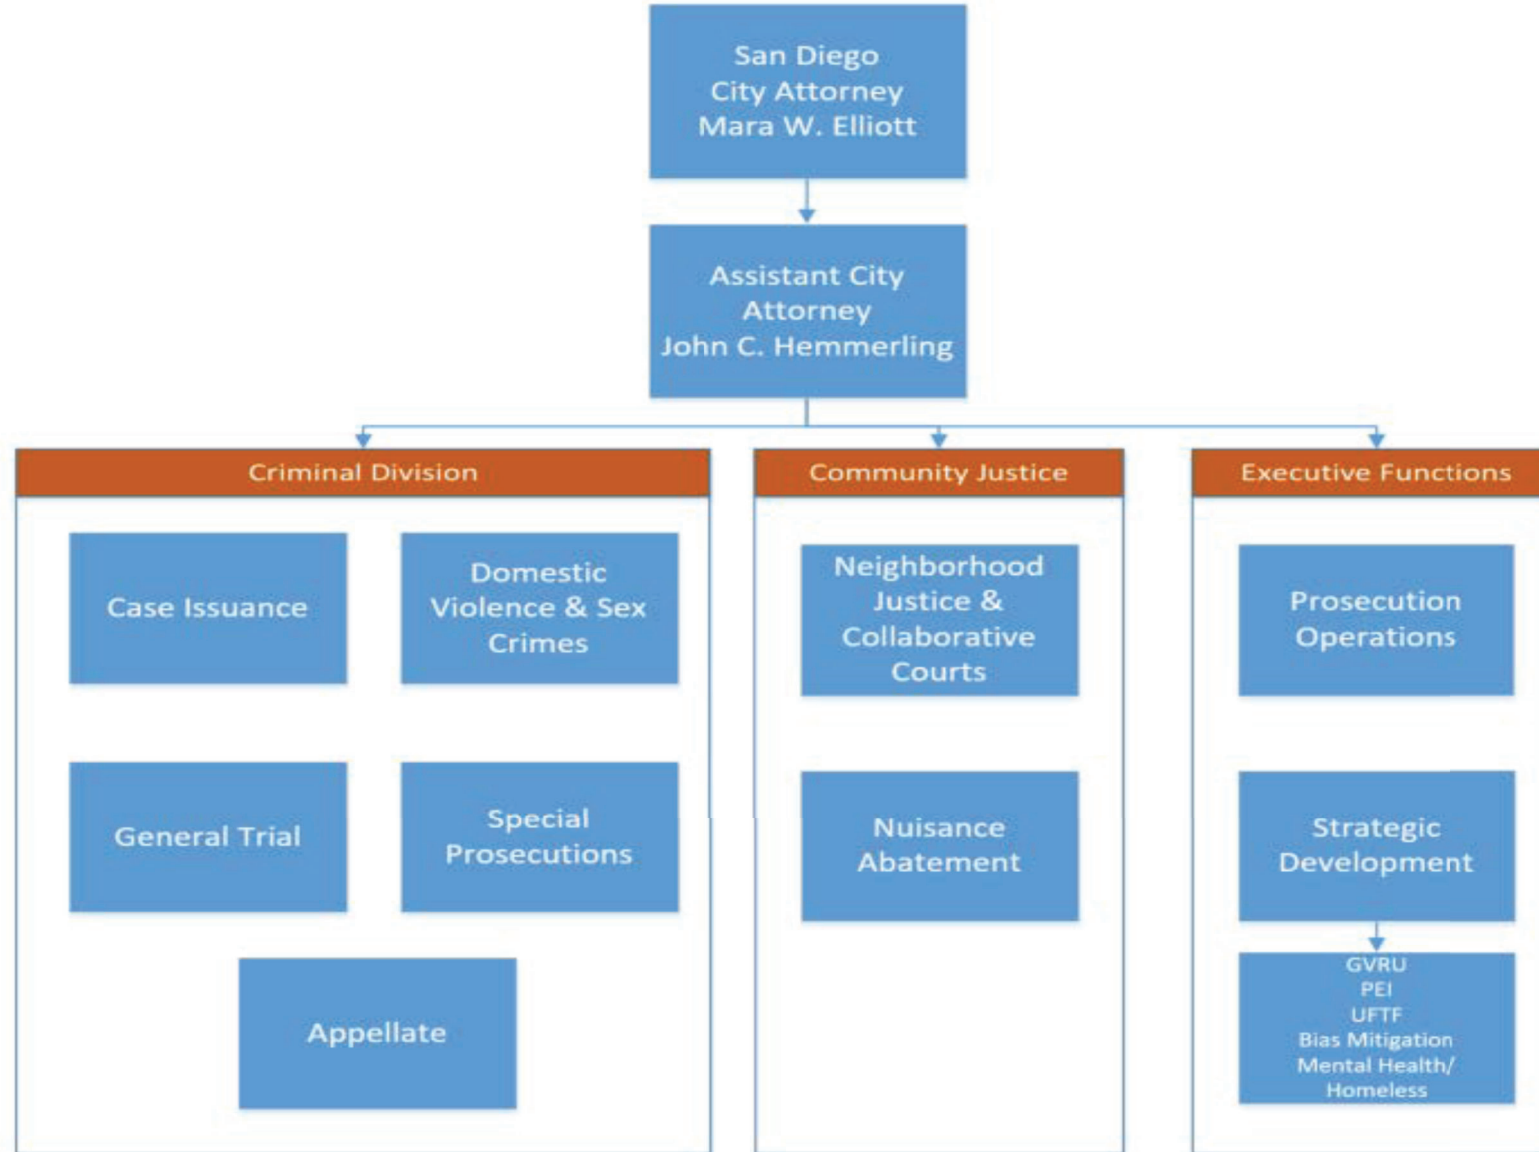 San Diego
City Attorney
Mara W. Elliott
Assistant City
Attorney
John C. Hemmerling
Criminal Division
Case Issuance
Domestic
Violence & Sex
Crimes
General Trial
Special
Prosecutions
Appellate
Community Justice
Neighborhood
Justice &
Collaborative
Courts
Nuisance
Abatement
Executive Functions
Prosecution
Operations
Strategic
Development
GVRU
PEI
UFTF
Bias Mitigation
Mental Health/
Homeless